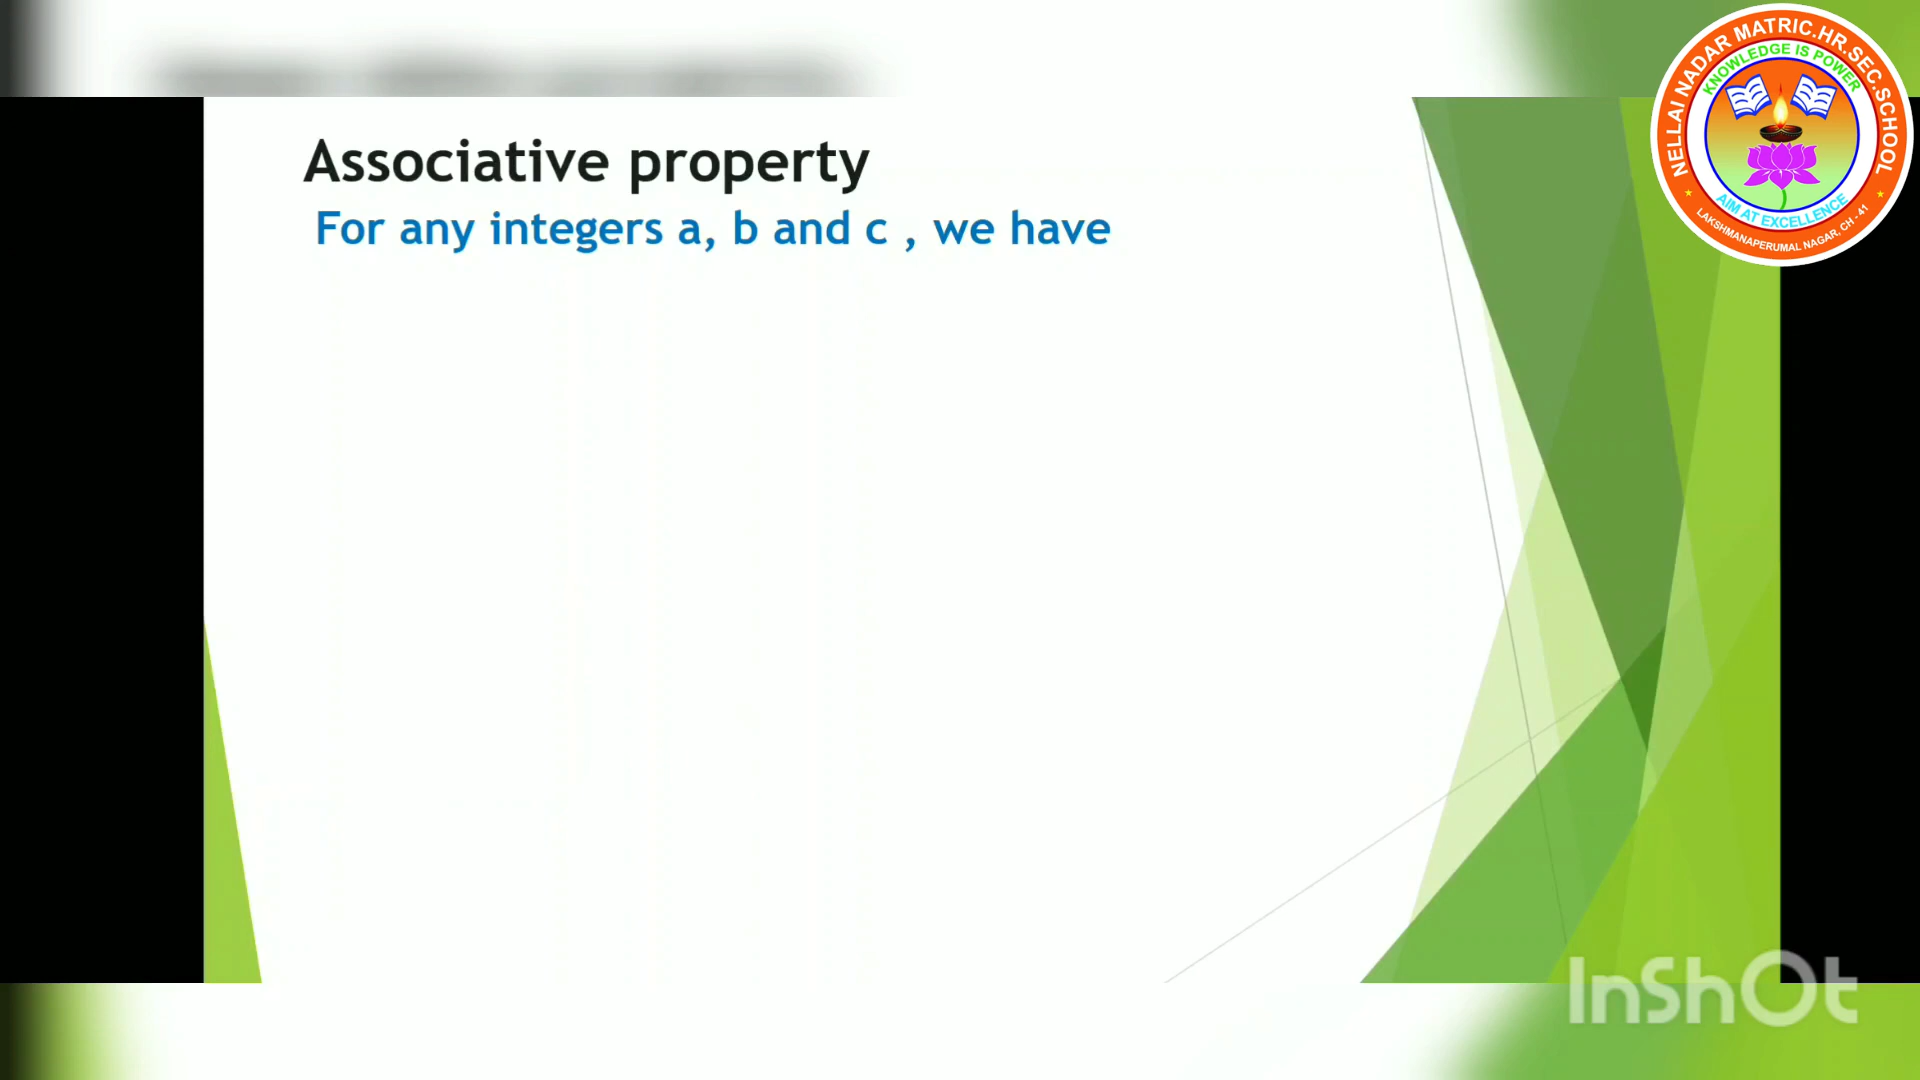 Associative property
For any integers a, b and c , we have
NELLAI NADAR MATRIC.HR.SEC.SCHOOL
KNOWLEDGE IS POWER
AIM AT EXCELLENCE
LAKSHMANAPERUMAL NAGAR, CH - 41
InShOt